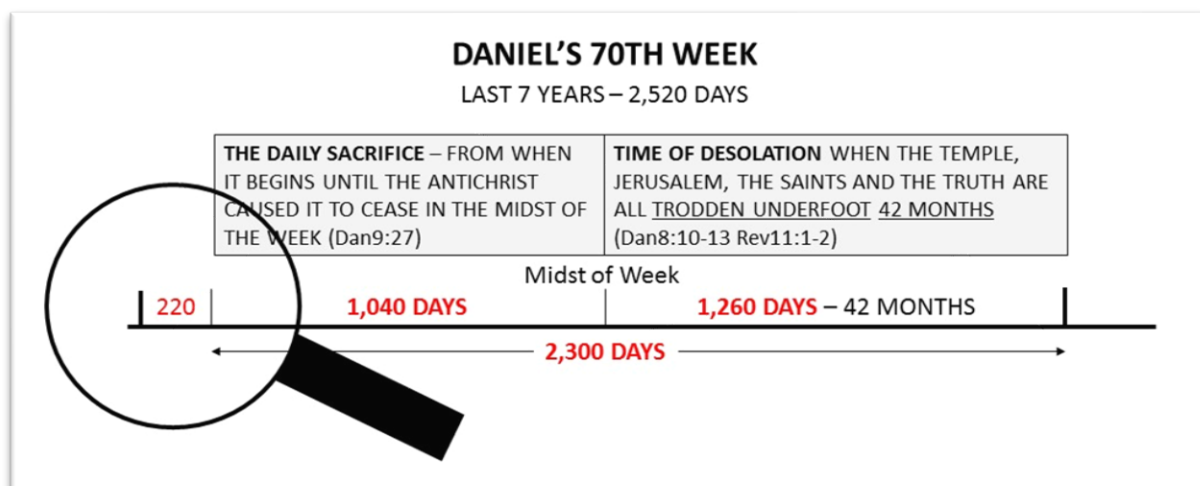 DANIEL’S 70TH WEEK
LAST 7 YEARS – 2,520 DAYS
THE DAILY SACRIFICE – FROM WHEN
IT BEGINS UNTIL THE ANTICHRIST
CAUSED IT TO CEASE IN THE MIDST OF
THE WEEK (Dan9:27)
TIME OF DESOLATION WHEN THE TEMPLE,
JERUSALEM, THE SAINTS AND THE TRUTH ARE
ALL TRODDEN UNDERFOOT 42 MONTHS
(Dan8:10-13 Rev11:1-2)
Midst of Week
220
1,040 DAYS
1,260 DAYS – 42 MONTHS
2,300 DAYS